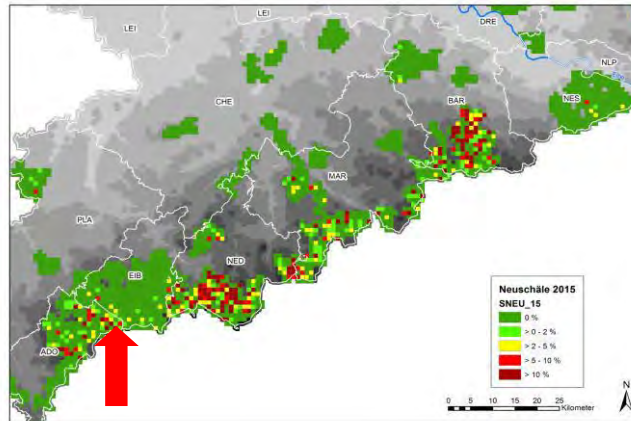 LEI
LEI
DRE
NLP
NES
CHE
BAR
MAR
PLA
EIB
NED
ADO
Neuschäle 2015
SNEU_15
0 %
> 0 - 2 %
> 2 - 5 %
> 5 - 10 %
> 10 %
0 5 10 15 20 25
Kilometer
N